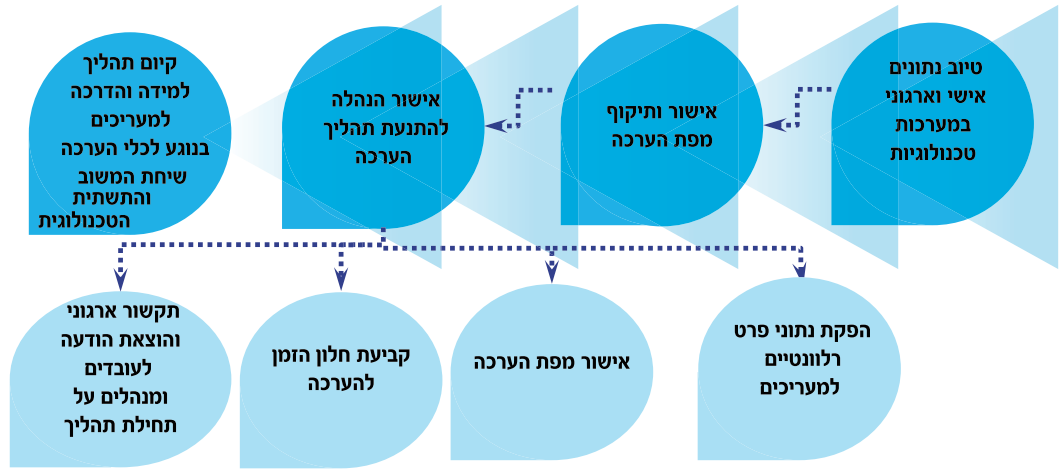 טיוב נתונים
אישי וארגוני
במערכות
טכנולוגיות
אישור ותיקוף
מפת הערכה
אישור הנהלה
להתנעת תהליך
הערכה
קיום תהליך
למידה והדרכה
למעריכים
בנוגע לכלי הערכה
שיחת המשוב
והתשתית
הטכנולוגית
הפקת נתוני פרט
רלוונטיים
למעריכים
אישור מפת הערכה
קביעת חלון הזמן
להערכה
תקשור ארגוני
והוצאת הודעה
לעובדים
ומנהלים על
תחילת תהליך